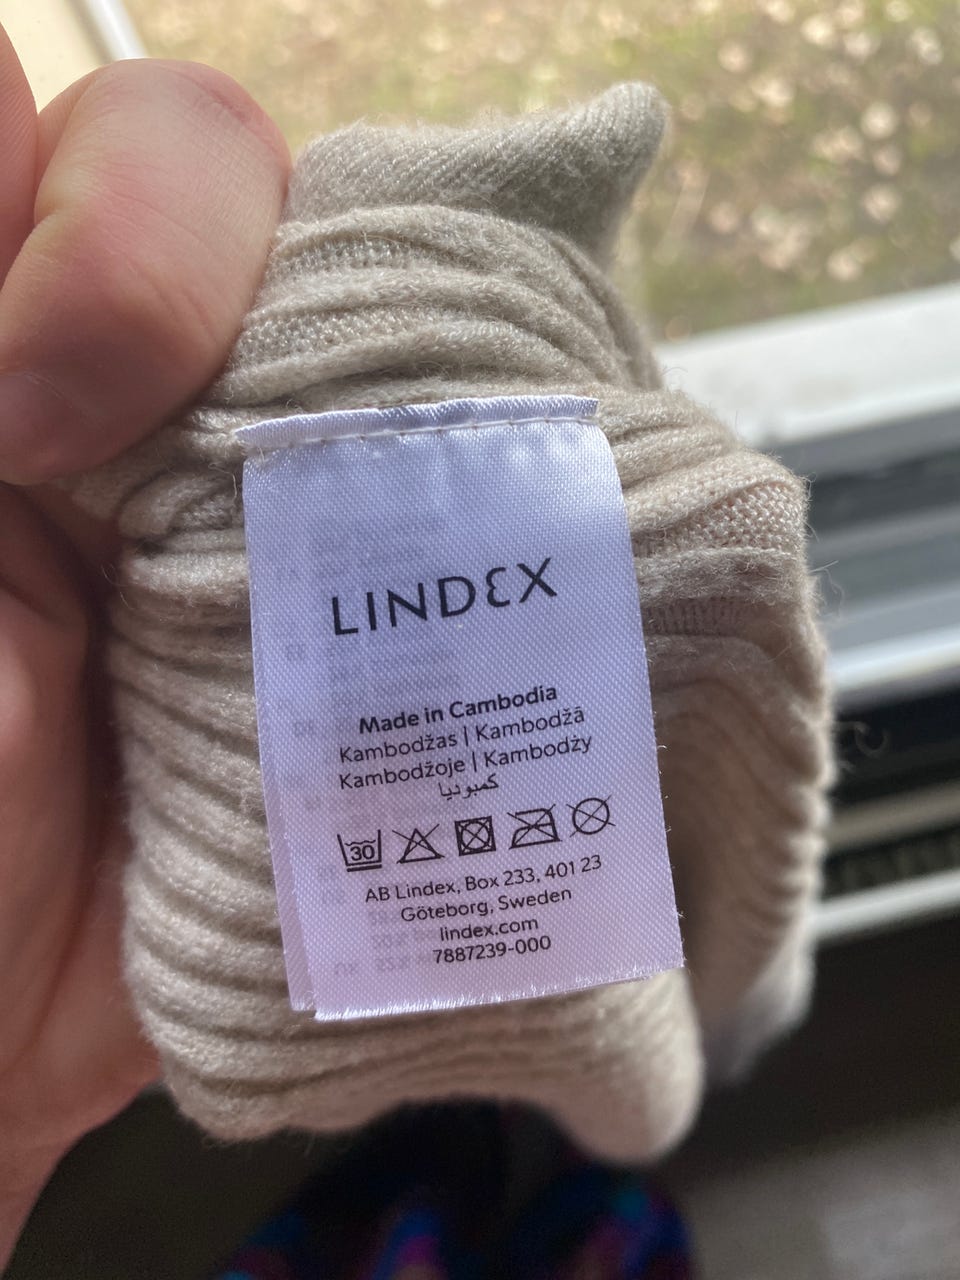 LINDEX
Made in Cambodia
Kambodžas | Kambodžā
Kambodžoje | Kambodży
كمبوديا
30
AB Lindex, Box 233, 401 23
Göteborg, Sweden
lindex.com
7887239-000